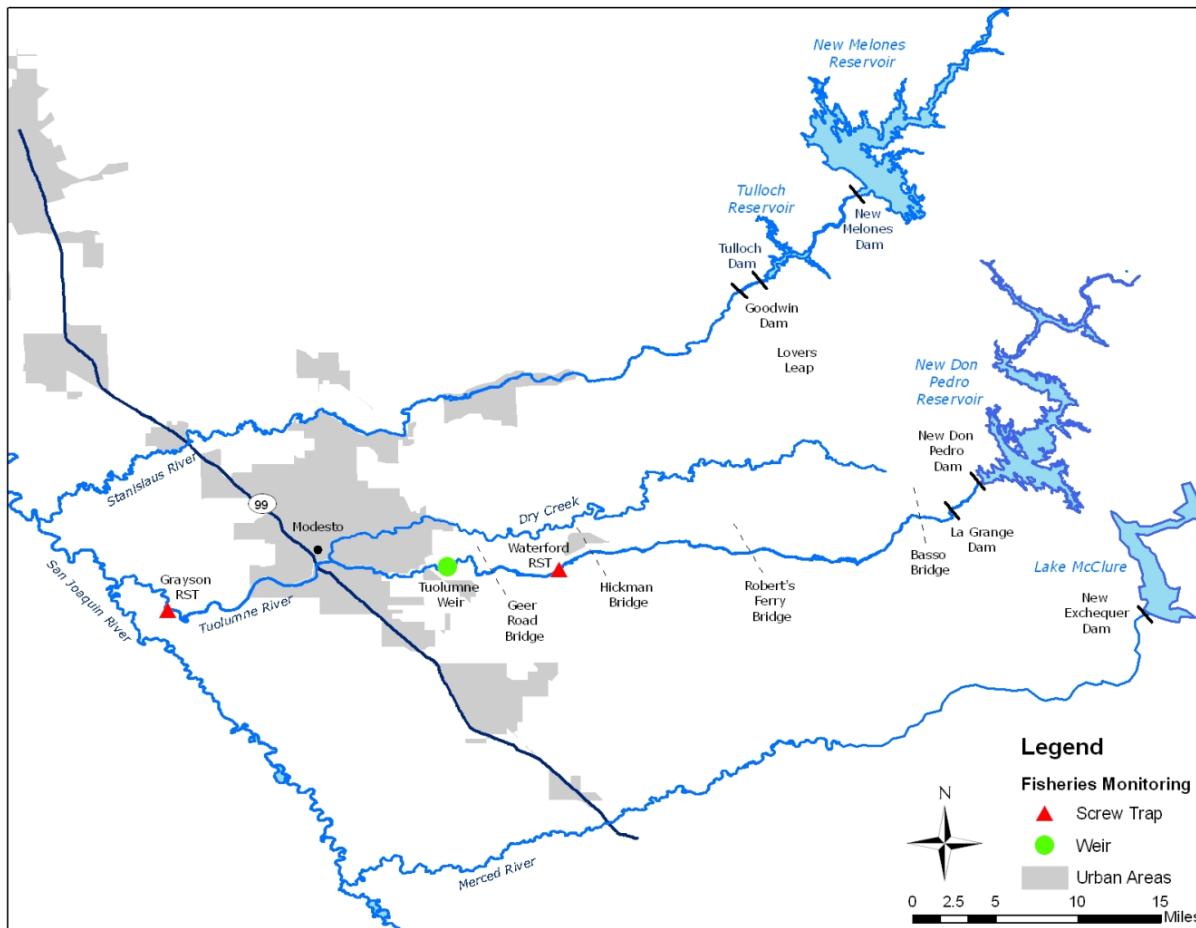 New Melones
Reservoir
Tulloch
Reservoir
New
Melones
Dam
Tulloch
Dam
Goodwin
Dam
Lovers
Leap
New Don
Pedro
Reservoir
New Don
Pedro
Dam
Stanislaus River
99
Modesto
Dry Creek
Waterford
RST
La Grange
Dam
Basso
Bridge
Lake McClure
Grayson
RST
Tuolumne River
Tuolumne
Weir
Geer
Road
Bridge
Hickman
Bridge
Robert's
Ferry
Bridge
New
Exchequer
Dam
San Joaquin River
Merced River
Legend
Fisheries Monitoring
N
Screw Trap
Weir
Urban Areas
0 2.5 5 10 15
Miles